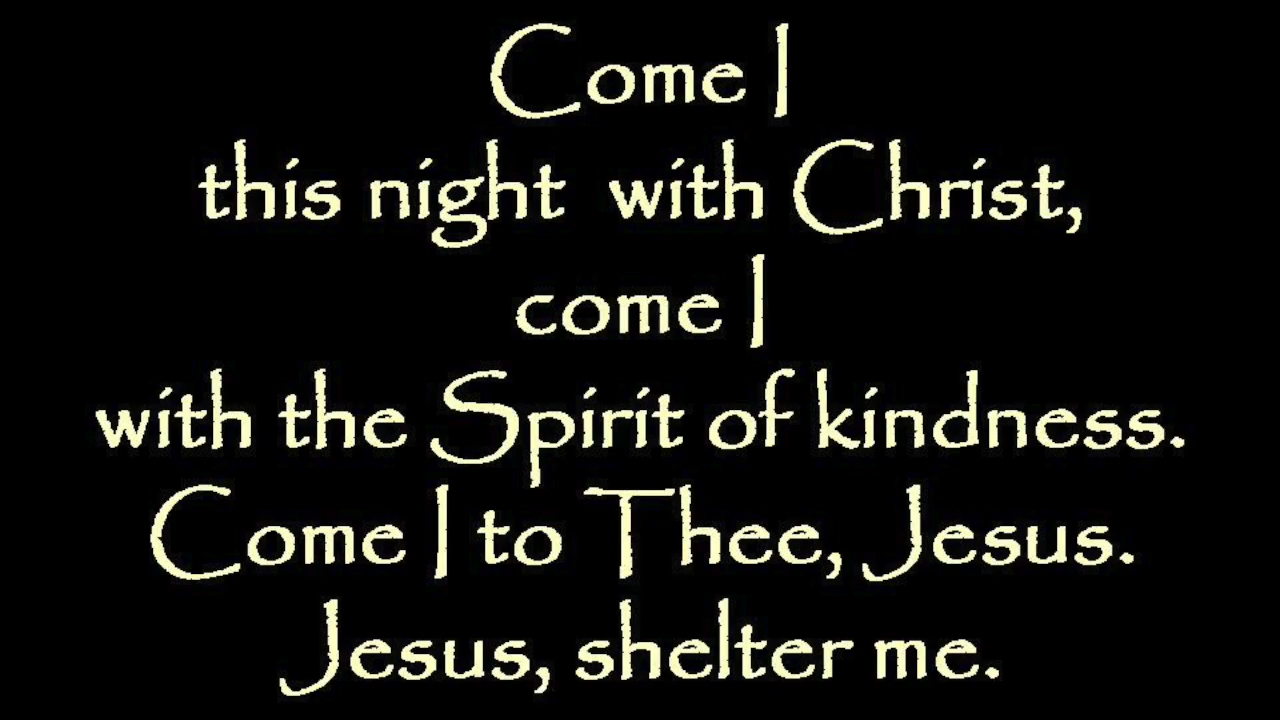 Come I
this night with Christ,
come I
with the Spirit of kindness.
Come I to Thee, Jesus.
Jesus, shelter me.